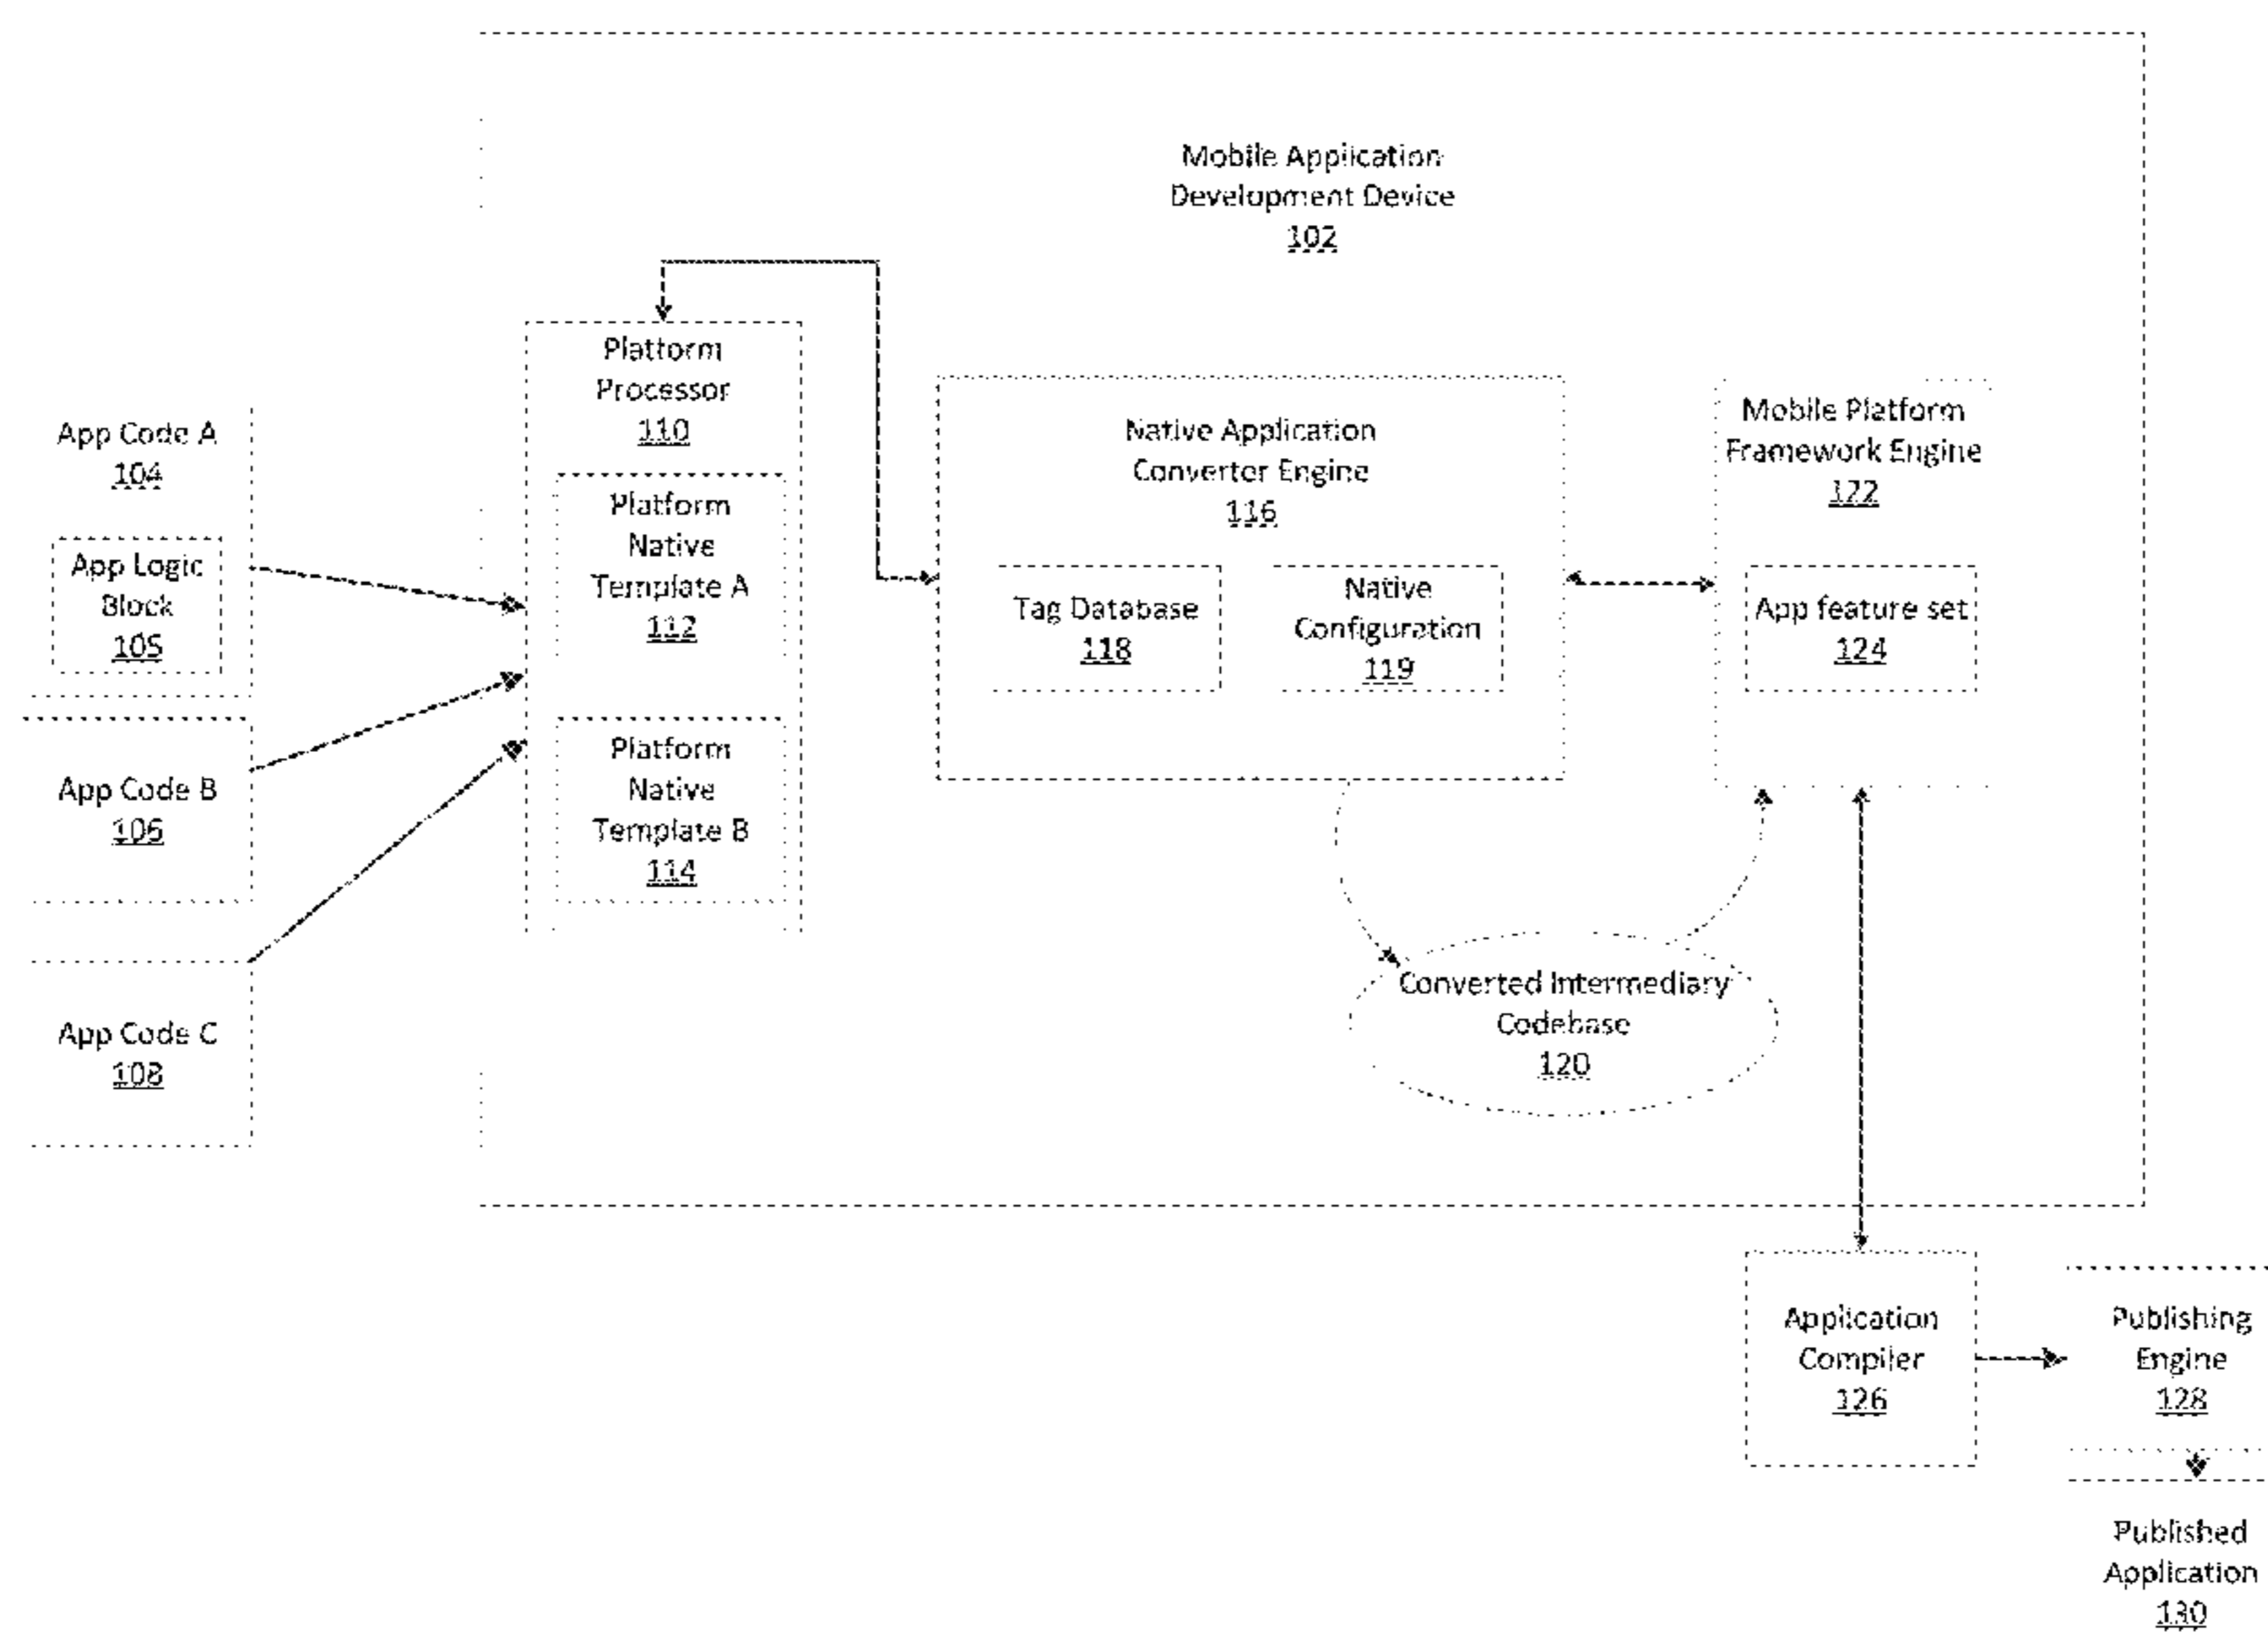 Mobile Application
Development Device
102
App Code A
104
App Logic
Block
105
App Code B
106
App Code C
108
Platform
Processor
110
Platform
Native
Template A
112
Platform
Native
Template B
114
Native Application
Converter Engine
116
Tag Database
118
Native
Configuration
119
Mobile Platform
Framework Engine
122
App feature set
124
Converted Intermediary
Codebase
120
Application
Compiler
126
Publishing
Engine
128
Published
Application
130